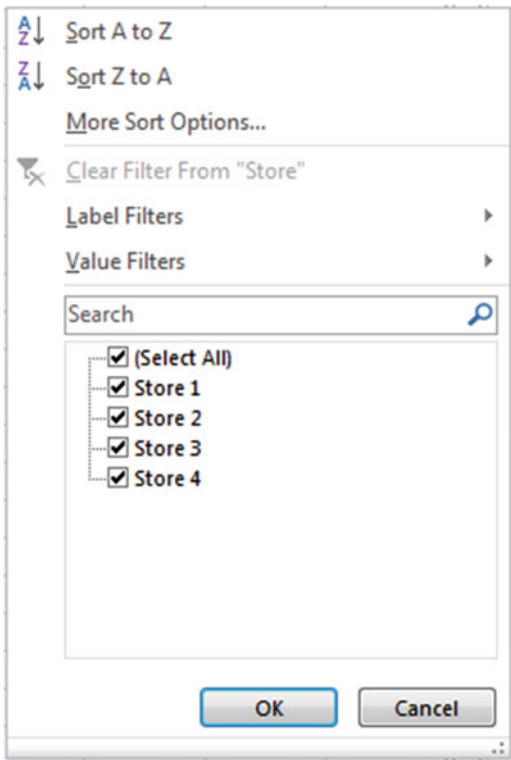 Sort A to Z
Sort Z to A
More Sort Options...
Clear Filter From "Store"
Label Filters
Value Filters
Search
(Select All)
Store 1
Store 2
Store 3
Store 4
OK Cancel